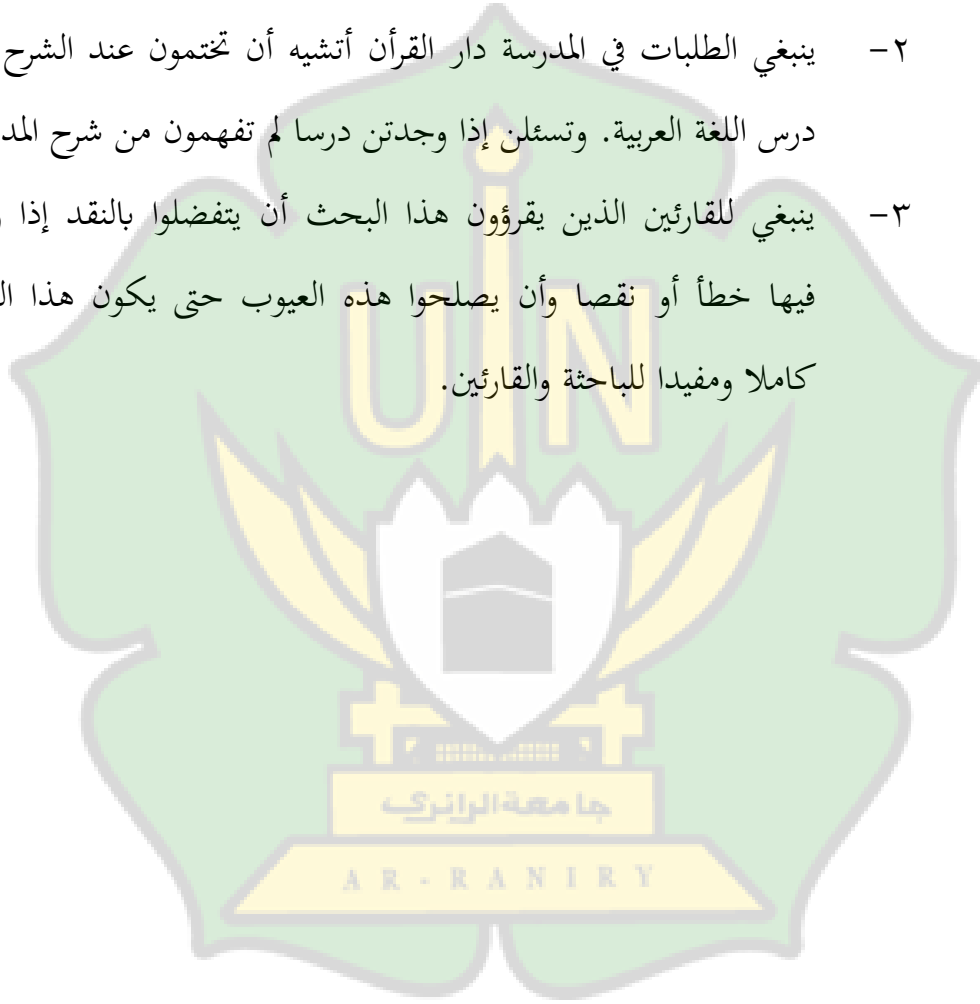 ٢- ينبغي الطلبات في المدرسة دار القرأن أتشيه أن تختمون عند الشرح
درس اللغة العربية. وتسئلن إذا وجدتن درسا لم تفهمون من شرح المد
٣- ينبغي للقارئين الذين يقرؤون هذا البحث أن يتفضلوا بالنقد إذا
فيها خطأ أو نقصا وأن يصلحوا هذه العيوب حتى يكون هذا ال
كاملا ومفيدا للباحثة والقارئين.
UIN
جامعة الرانري
AR-RANIRY